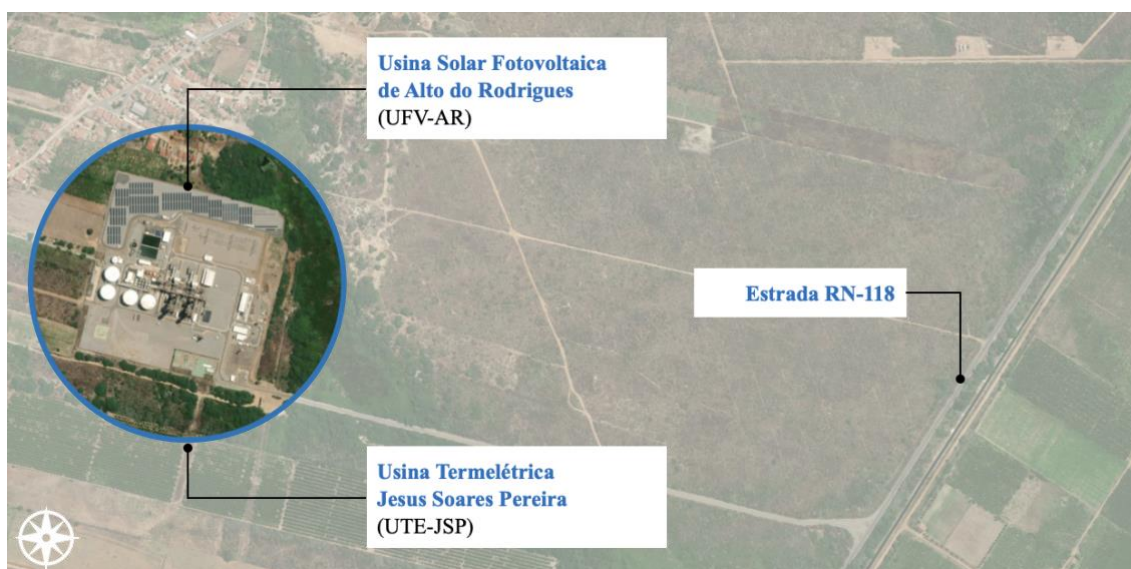 Usina Solar Fotovoltaica
de Alto do Rodrigues
(UFV-AR)
Estrada RN-118
Usina Termelétrica
Jesus Soares Pereira
(UTE-JSP)